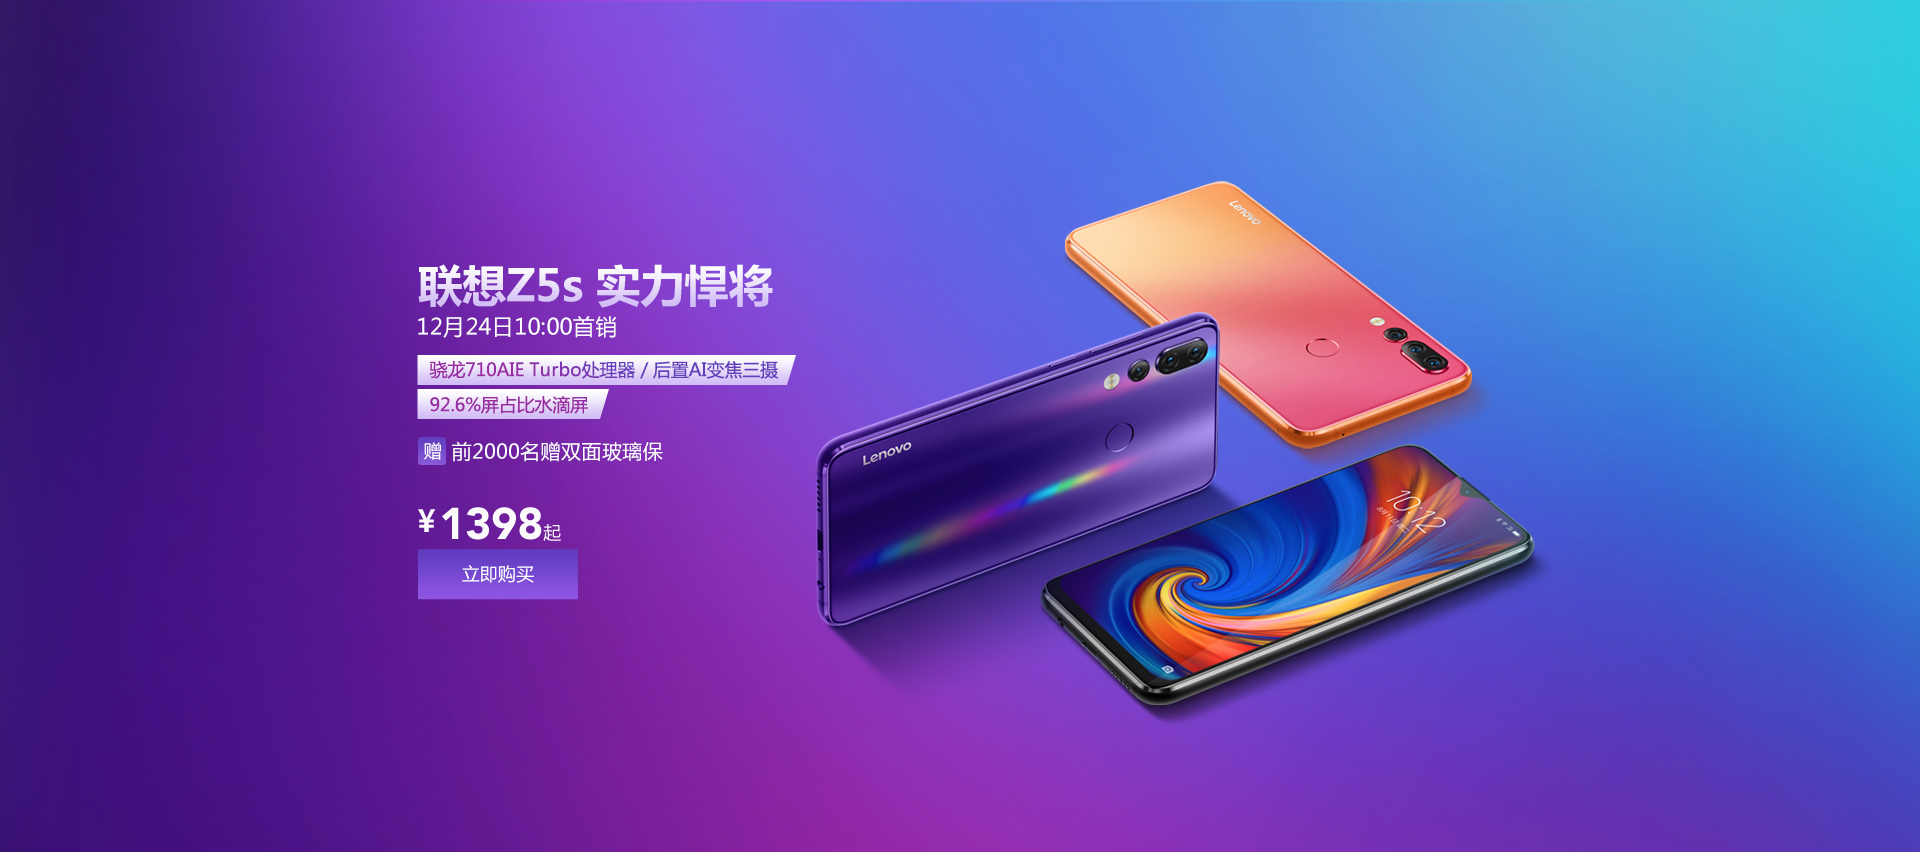 联想Z5s 实力悍将
12月24日10:00首销
骁龙710AIE Turbo处理器 / 后置AI变焦三摄
92.6%屏占比水滴屏
赠 前2000名赠双面玻璃保
¥1398起
立即购买
Lenovo
Lenovo
10:12